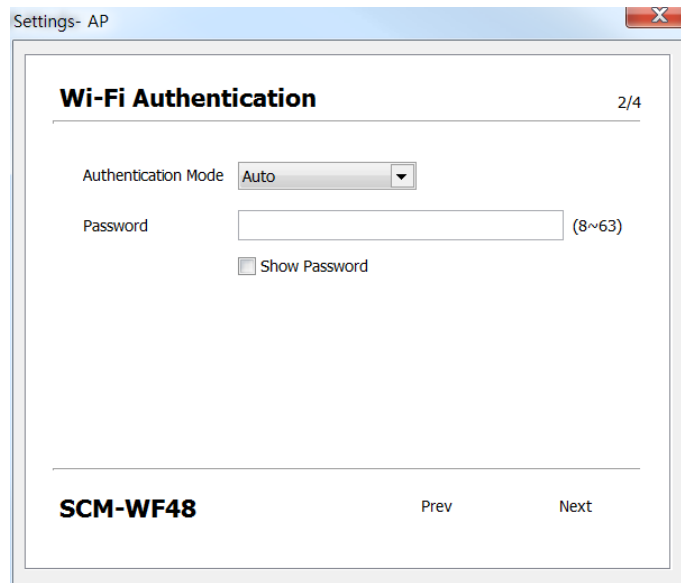 Settings- AP
X
Wi-Fi Authentication 2/4
Authentication Mode Auto
Password (8~63)
Show Password
SCM-WF48 Prev Next